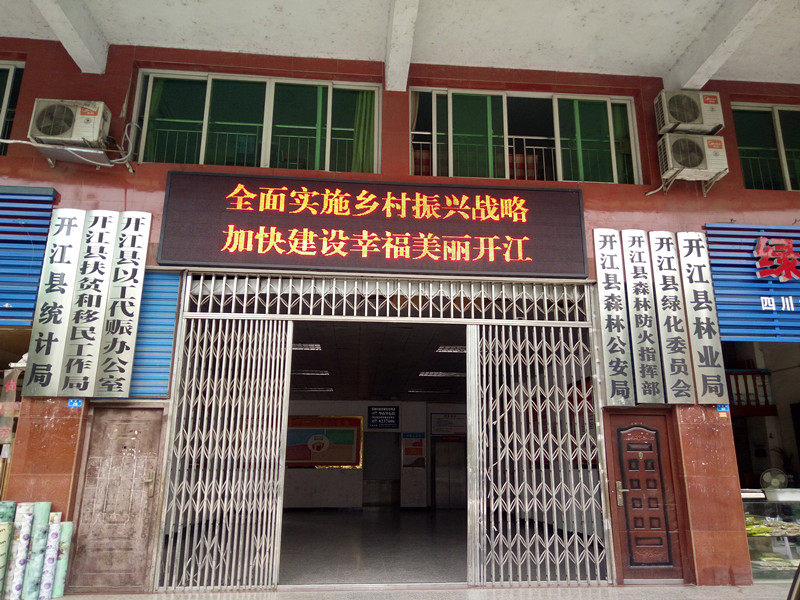 全面实施乡村振兴战略
加快建设幸福美丽开江
开江县统计局
开江县扶贫和移民工作局
开江县以工代赈办公室
开江县森林公安局
开江县森林防火指挥部
开江县绿化委员会
开江县林业局
绿
四川